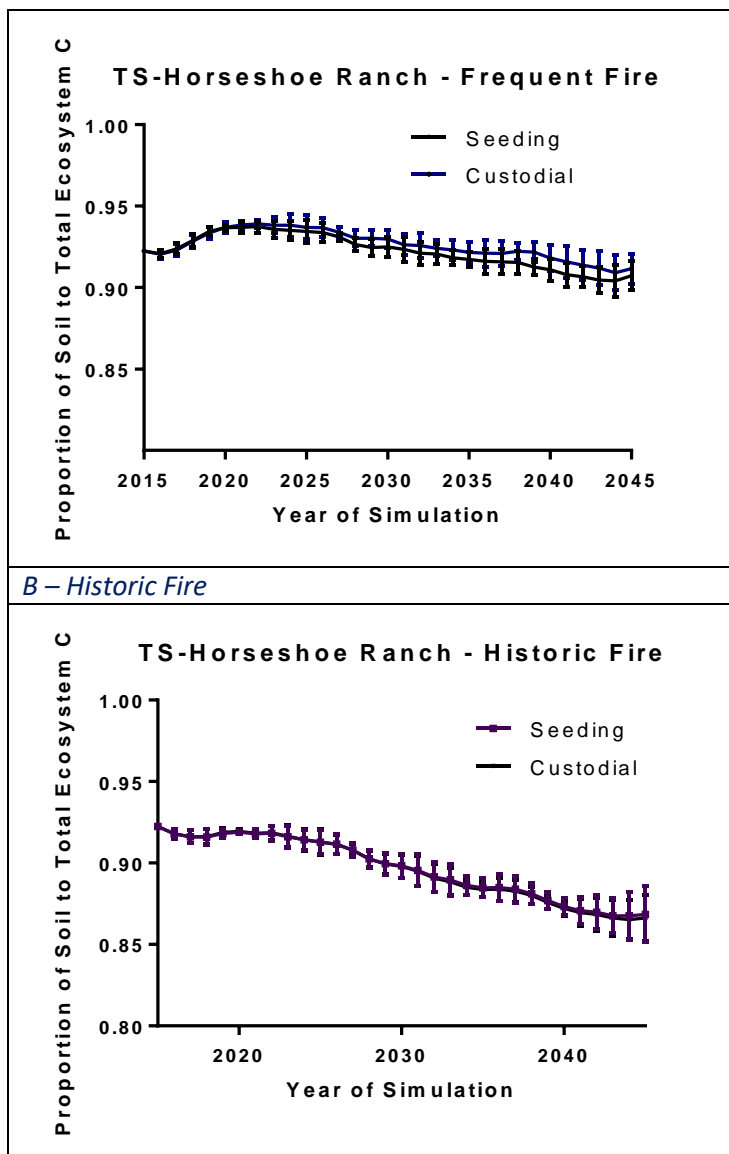 TS-Horseshoe Ranch - Frequent Fire
Proportion of Soil to Total Ecosystem C
1.00
0.95
0.90
0.85
Seeding
Custodial
2015 2020 2025 2030 2035 2040 2045
Year of Simulation
B – Historic Fire
TS-Horseshoe Ranch - Historic Fire
Proportion of Soil to Total Ecosystem C
1.00
0.95
0.90
0.85
0.80
Seeding
Custodial
2020 2030 2040
Year of Simulation